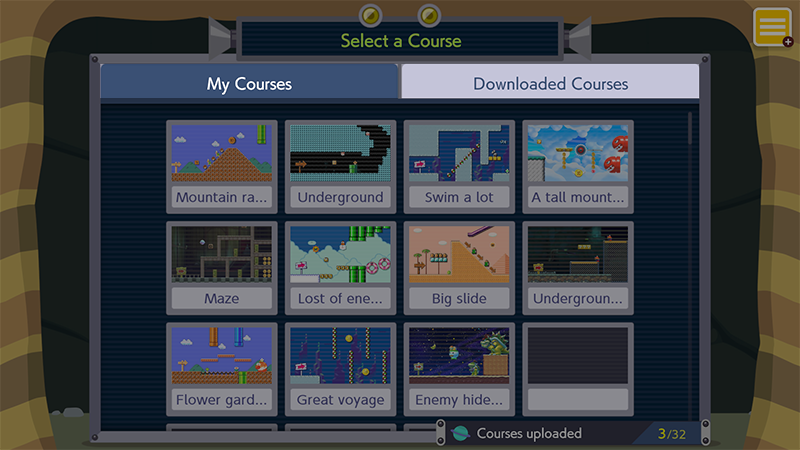 Select a Course
My Courses
Downloaded Courses
Mountain ra...
Underground
Swim a lot
A tall mount...
Maze
Lost of ene...
Big slide
Undergroun...
Flower gard...
Great voyage
Enemy hide...
Courses uploaded
3/32